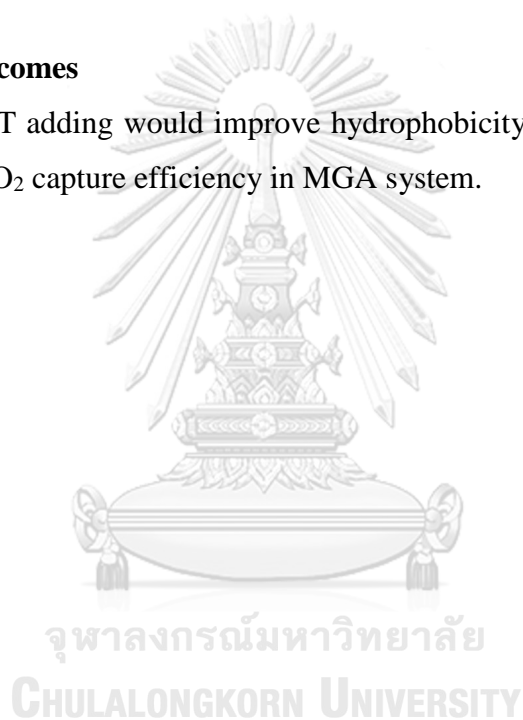 comes
T adding would improve hydrophobicity
O₂ capture efficiency in MGA system.
จุฬาลงกรณ์มหาวิทยาลัย
CHULALONGKORN UNIVERSITY